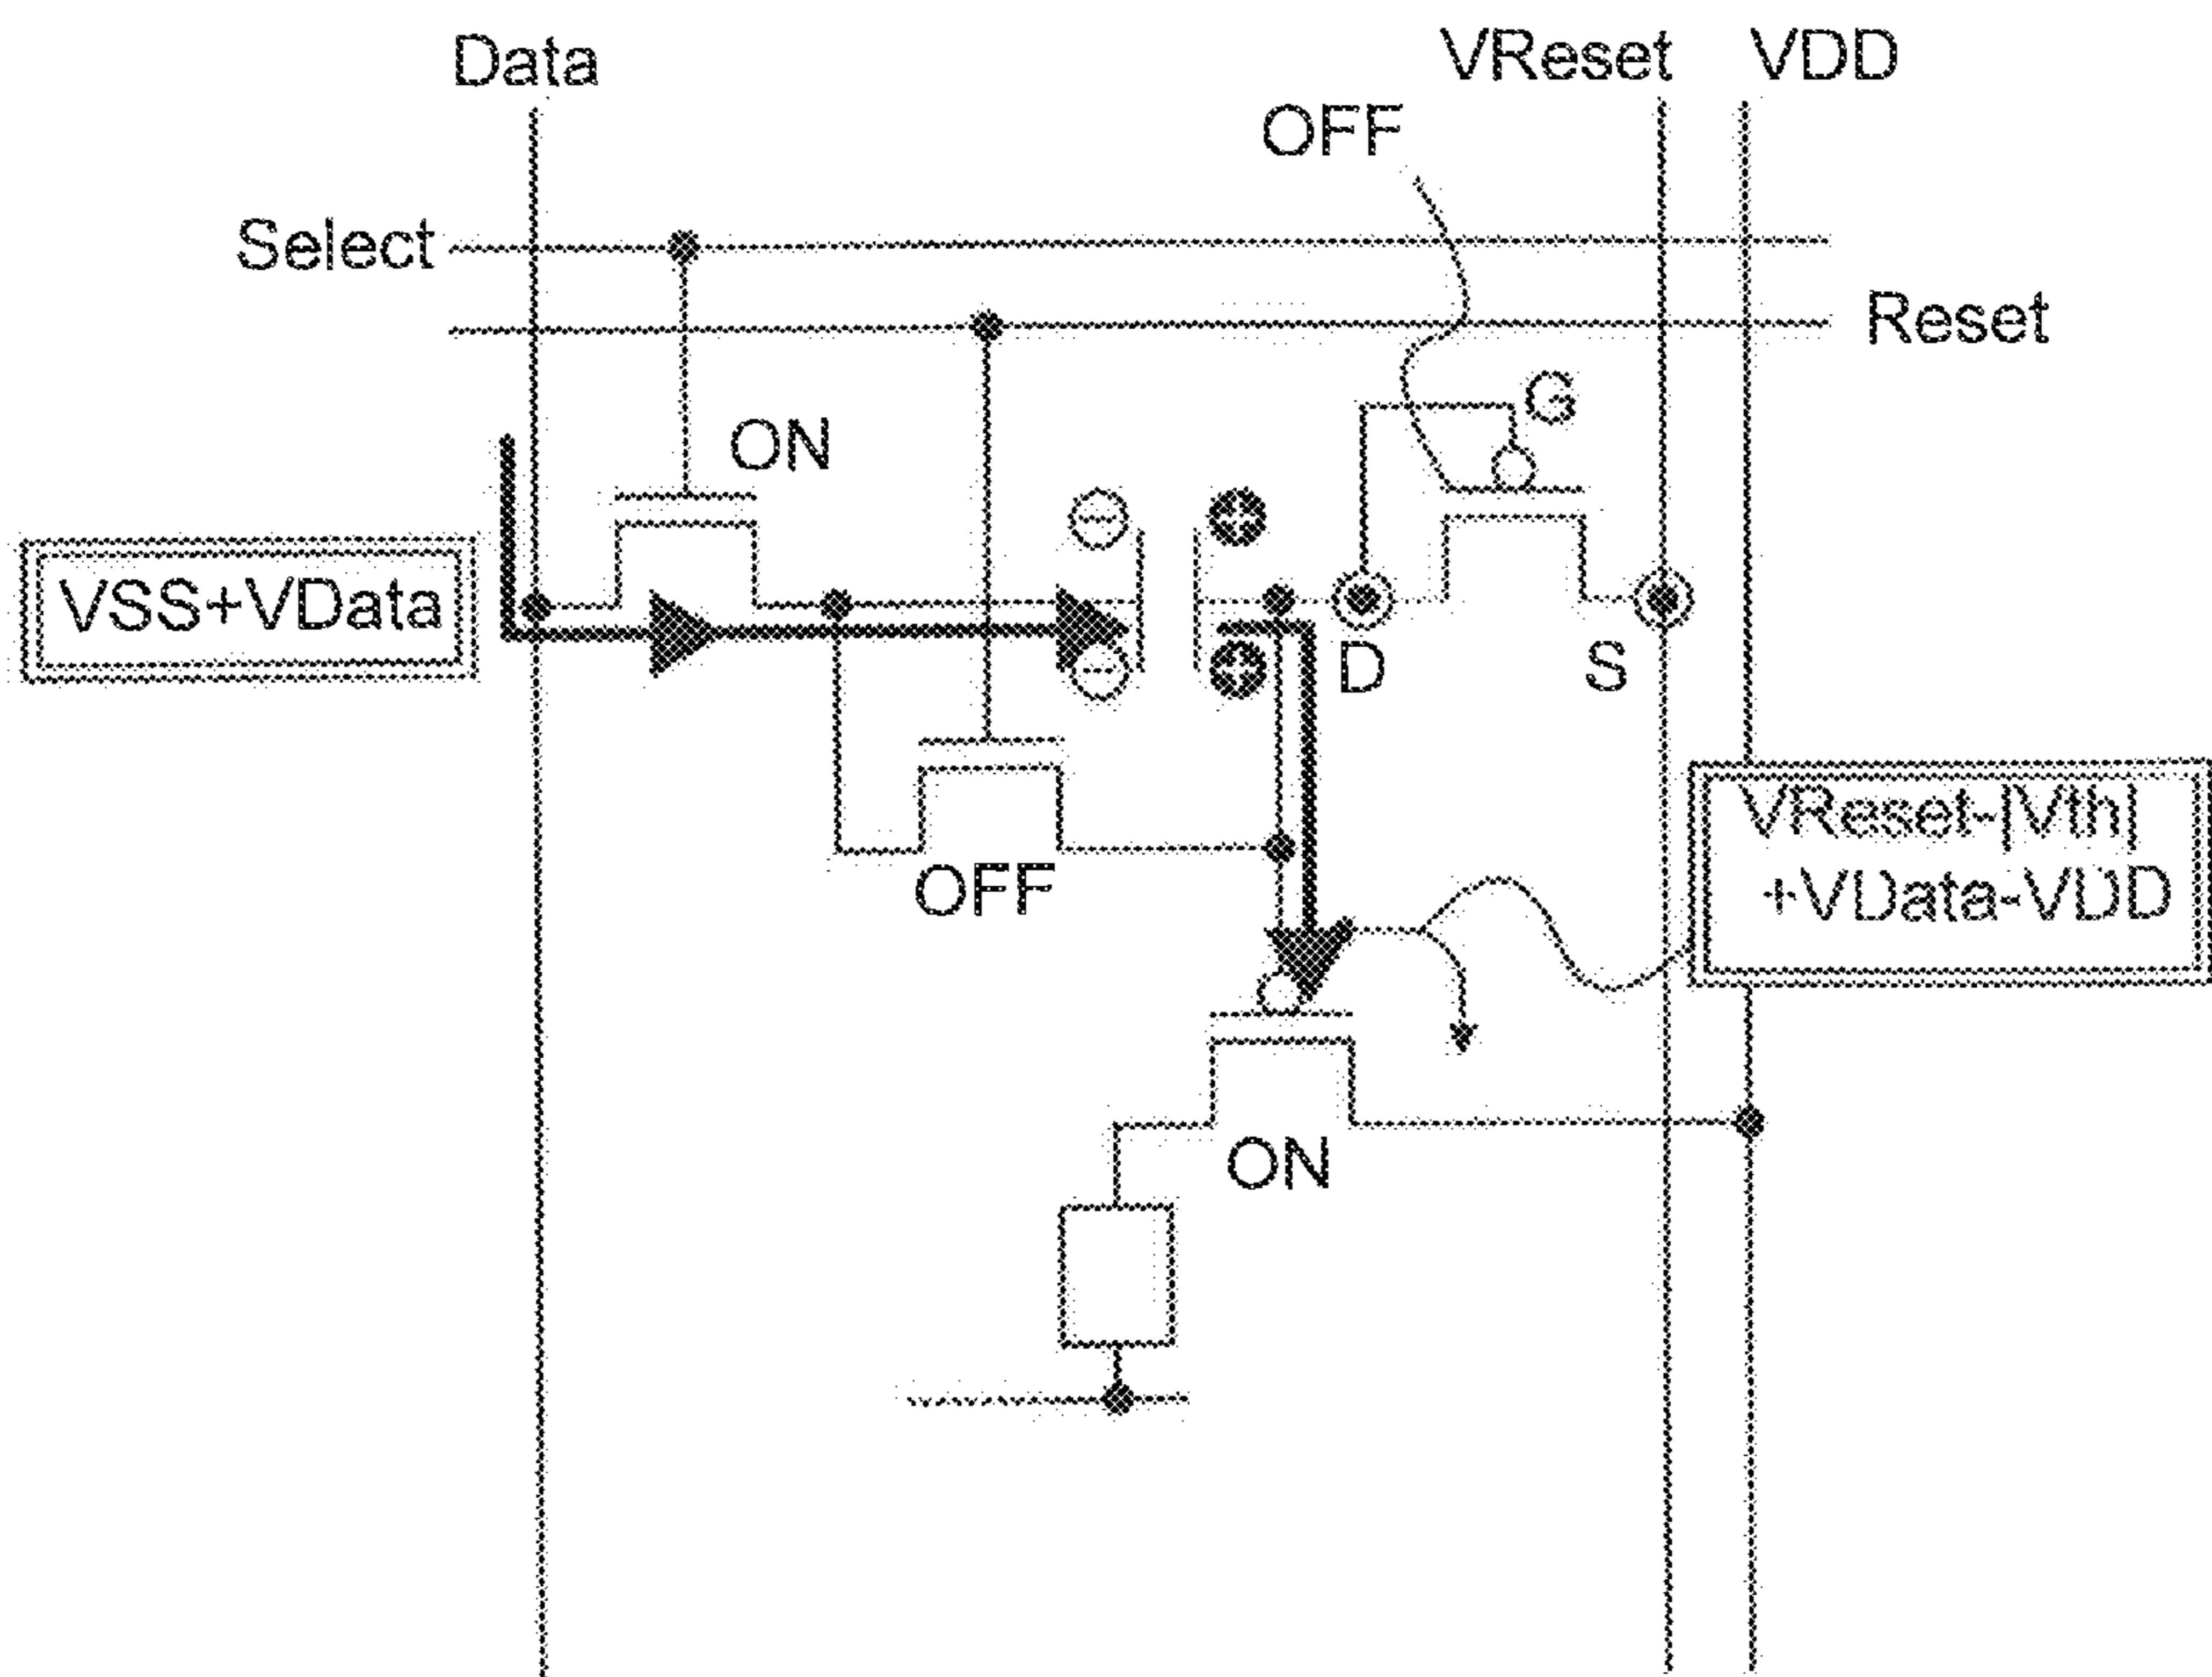 Data
VReset
VDD
OFF
Select
Reset
G
ON
VSS+VData
D
S
VReset-|Vth|
+VData-VDD
OFF
ON